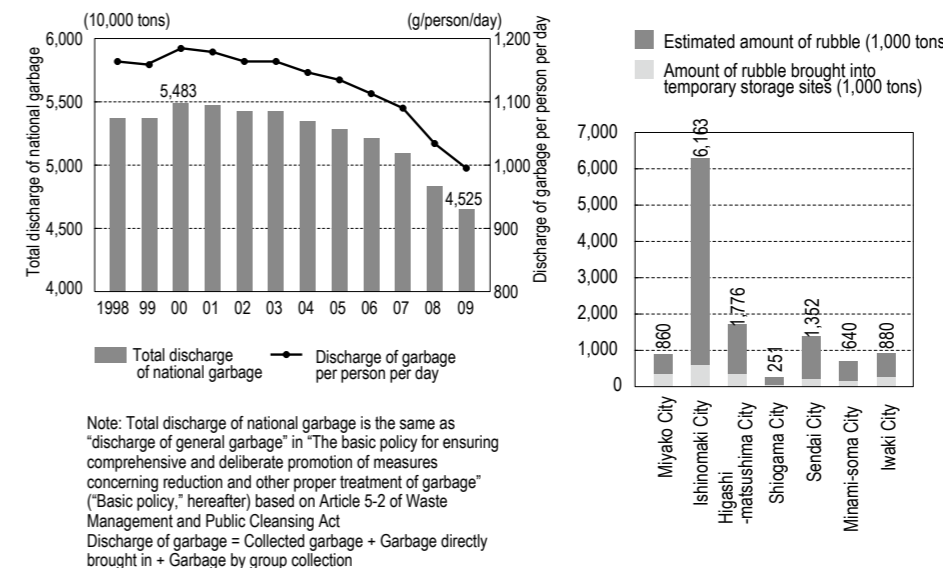 (10,000 tons)
(g/person/day)
Total discharge of national garbage
6,000
5,500
5,000
4,500
4,000
5,483
4,525
1,200
1,100
1,000
900
800
Discharge of garbage per person per day
1998 99 00 01 02 03 04 05 06 07 08 09
Total discharge
of national garbage
Discharge of garbage
per person per day
Note: Total discharge of national garbage is the same as
“discharge of general garbage” in “The basic policy for ensuring
comprehensive and deliberate promotion of measures
concerning reduction and other proper treatment of garbage”
(“Basic policy,” hereafter) based on Article 5-2 of Waste
Management and Public Cleansing Act
Discharge of garbage = Collected garbage + Garbage directly
brought in + Garbage by group collection
Estimated amount of rubble (1,000 tons
Amount of rubble brought into
temporary storage sites (1,000 tons)
7,000
6,000
5,000
4,000
3,000
2,000
1,000
0
860
6,163
1,776
251
1,352
640
880
Miyako City
Ishinomaki City
Higashi
-matsushima City
Shiogama City
Sendai City
Minami-soma City
Iwaki City